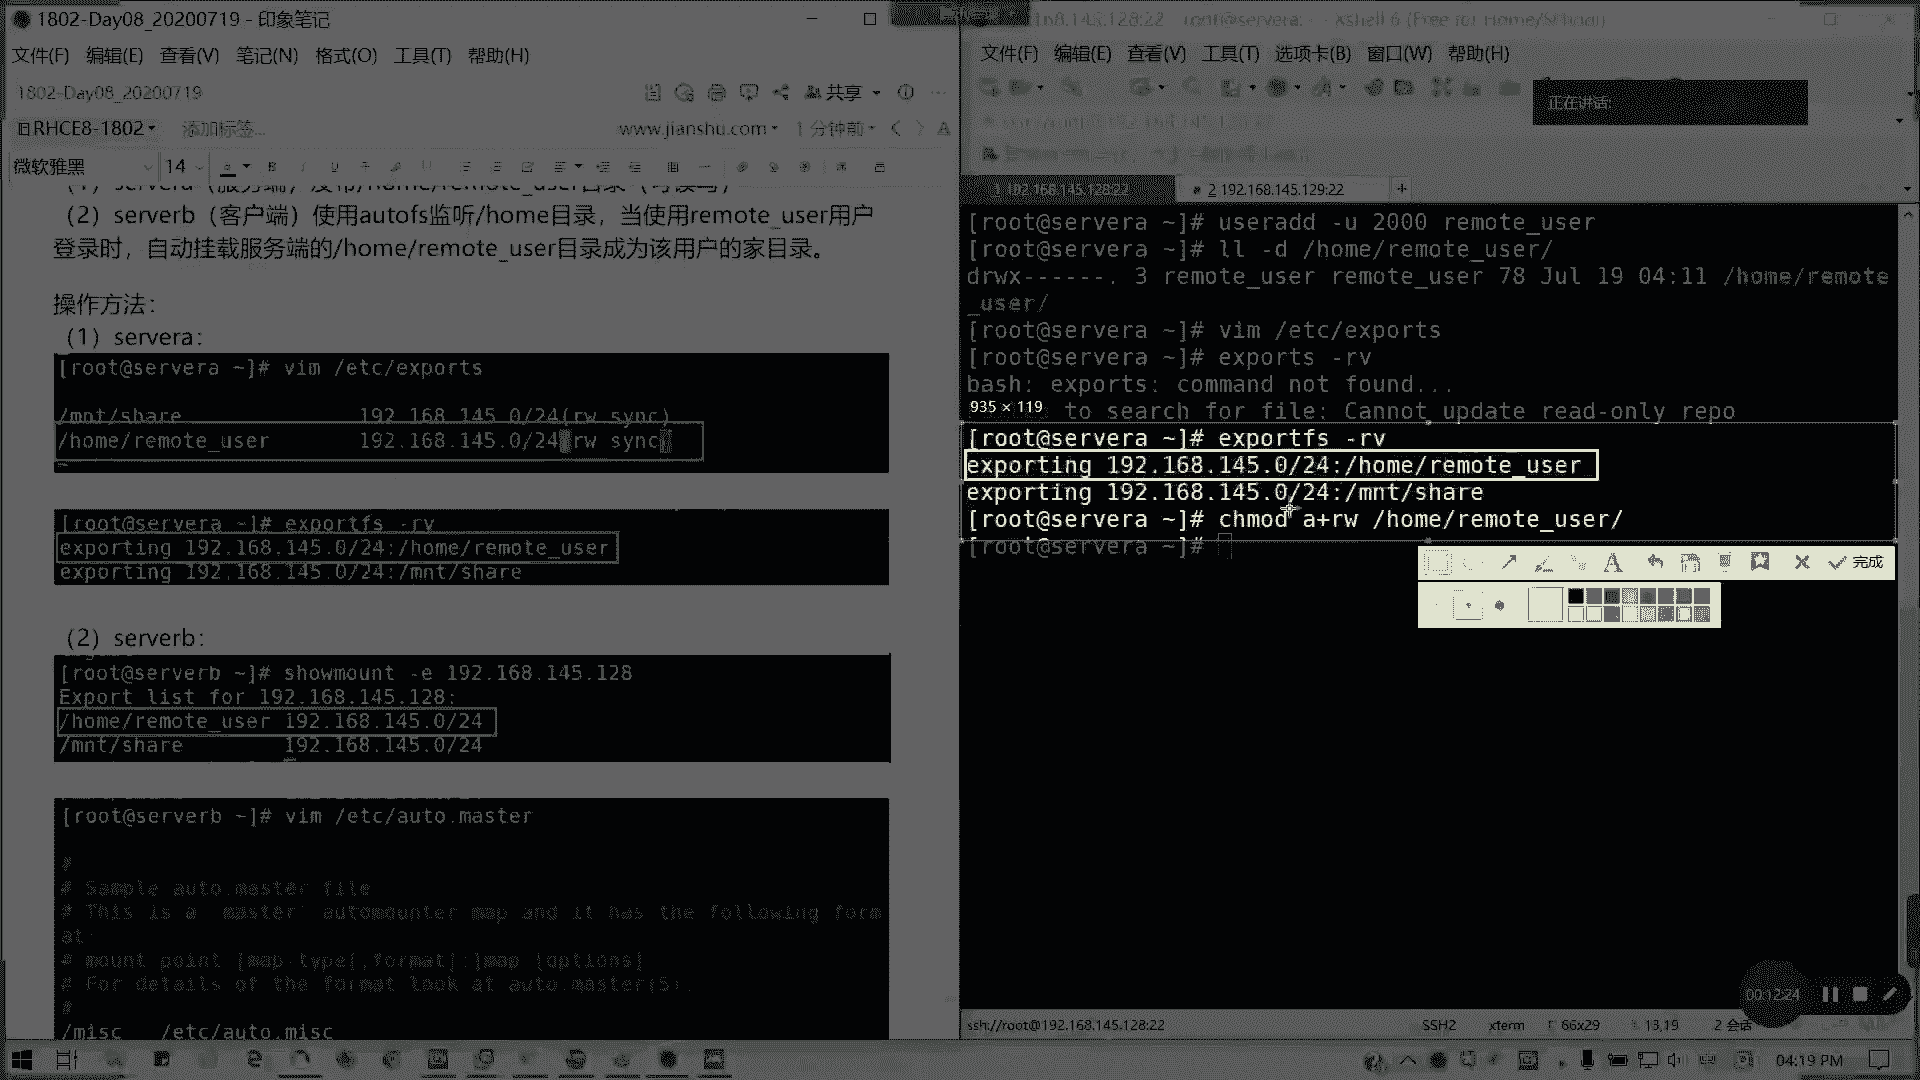 1802-Day08_20200719 - 印象笔记
文件(F) 编辑(E) 查看(V) 笔记(N) 格式(O) 工具(T) 帮助(H)
1802-Day08_20200719
共享
RHCE8-1802
添加标签...
www.jianshu.com
1 分钟前
微软雅黑 14
(2) serverb（客户端）使用autofs监听/home目录，当使用remote_user用户
登录时，自动挂载服务端的/home/remote_user目录成为该用户的家目录。
操作方法：
（1）servera：
[root@servera ~]# vim /etc/exports
/mnt/share 192.168.145.0/24(rw,sync)
/home/remote_user 192.168.145.0/24(rw,sync)
[root@servera ~]# exportfs -rv
exporting 192.168.145.0/24:/home/remote_user
exporting 192.168.145.0/24:/mnt/share
（2）serverb：
[root@serverb ~]# showmount -e 192.168.145.128
Export list for 192.168.145.128:
/home/remote_user 192.168.145.0/24
/mnt/share 192.168.145.0/24
[root@serverb ~]# vim /etc/auto.master
#
# Sample auto.master file
# This is a 'master' automounter map and it has the following form
at:
# mount-point [map-type[,format]:]map [options]
# For details of the format look at auto.master(5).
#
/misc /etc/auto.misc
文件(F) 编辑(E) 查看(V) 工具(T) 选项卡(B) 窗口(W) 帮助(H)
正在讲话:
1 192.168.145.128:22
2 192.168.145.129:22
[root@servera ~]# useradd -u 2000 remote_user
[root@servera ~]# ll -d /home/remote_user/
drwx------. 3 remote_user remote_user 78 Jul 19 04:11 /home/remote
_user/
[root@servera ~]# vim /etc/exports
[root@servera ~]# exports -rv
bash: exports: command not found...
935 × 119
to search for file: Cannot update read-only repo
[root@servera ~]# exportfs -rv
exporting 192.168.145.0/24:/home/remote_user
exporting 192.168.145.0/24:/mnt/share
[root@servera ~]# chmod a+rw /home/remote_user/
[root@servera ~]#
完成
00:12:24
ssh://root@192.168.145.128:22
SSH2
xterm
66x29
13,19
2 会话
04:19 PM